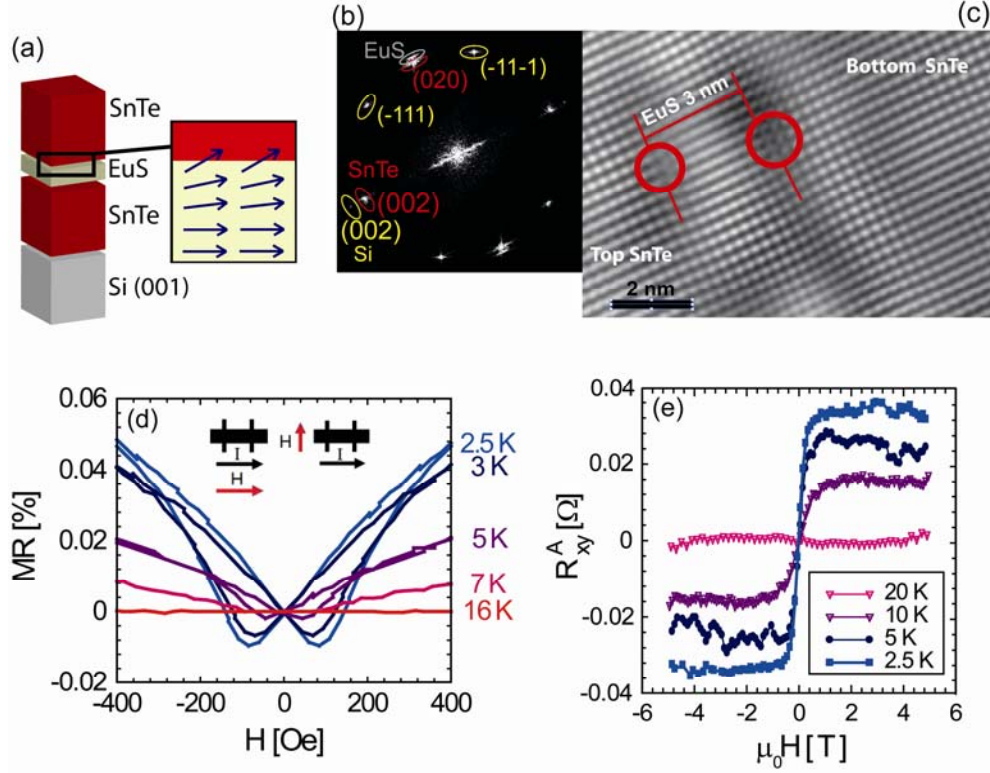 (a)
SnTe
EuS
SnTe
Si (001)
(b)
EuS
(020)
(-11-1)
(-111)
SnTe
(002)
(002)
Si
(c)
Bottom SnTe
EuS 3 nm
Top SnTe
2 nm
(d)
MR [%]
0.06
0.04
0.02
0
-0.02
-400
-200
0
200
400
H [Oe]
I
H
H
I
2.5 K
3 K
5 K
7 K
16 K
(e)
R^A_xy [Ω]
0.04
0.02
0
-0.02
-0.04
-6
-4
-2
0
2
4
6
μ₀H [T]
20 K
10 K
5 K
2.5 K